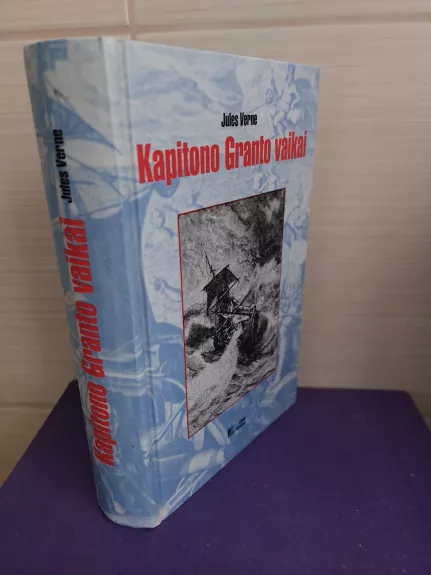 Jules Verne
Kapitono Granto vaikai
Jules Verne
Kapitono Granto vaikai